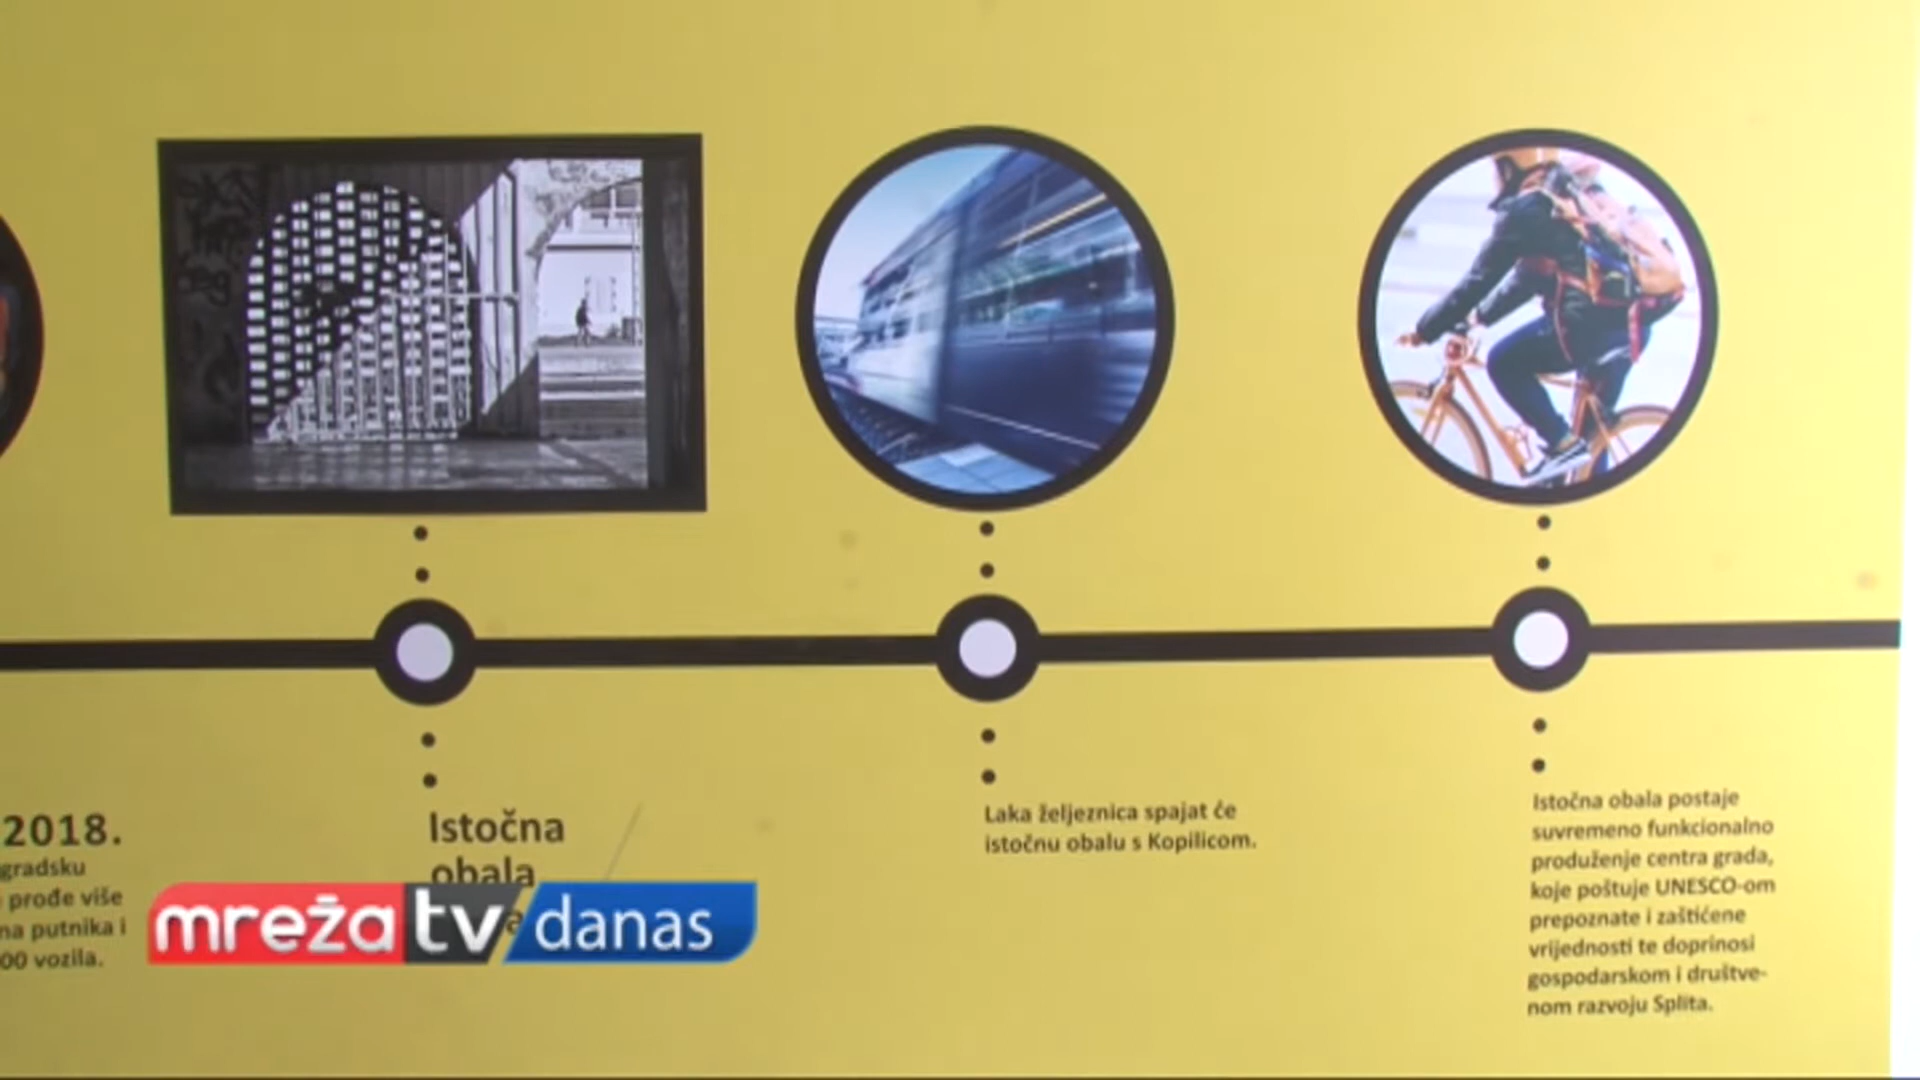 2018.
gradsku
prođe više
na putnika i
00 vozila.
Istočna
obala
Laka željeznica spajat će
istočnu obalu s Kopilicom.
Istočna obala postaje
suvremeno funkcionalno
produženje centra grada,
koje poštuje UNESCO-om
prepoznate i zaštićene
vrijednosti te doprinosi
gospodarskom i društve-
nom razvoju Splita.
mreža tv danas